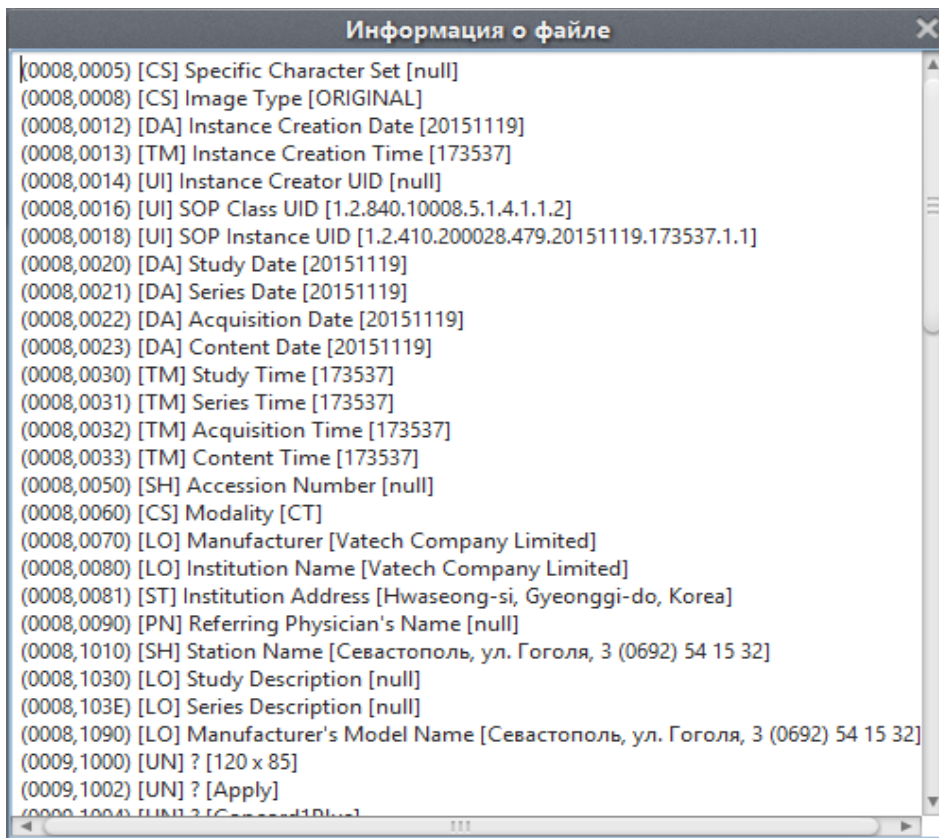 Информация о файле
(0008,0005) [CS] Specific Character Set [null]
(0008,0008) [CS] Image Type [ORIGINAL]
(0008,0012) [DA] Instance Creation Date [20151119]
(0008,0013) [TM] Instance Creation Time [173537]
(0008,0014) [UI] Instance Creator UID [null]
(0008,0016) [UI] SOP Class UID [1.2.840.10008.5.1.4.1.1.2]
(0008,0018) [UI] SOP Instance UID [1.2.410.200028.479.20151119.173537.1.1]
(0008,0020) [DA] Study Date [20151119]
(0008,0021) [DA] Series Date [20151119]
(0008,0022) [DA] Acquisition Date [20151119]
(0008,0023) [DA] Content Date [20151119]
(0008,0030) [TM] Study Time [173537]
(0008,0031) [TM] Series Time [173537]
(0008,0032) [TM] Acquisition Time [173537]
(0008,0033) [TM] Content Time [173537]
(0008,0050) [SH] Accession Number [null]
(0008,0060) [CS] Modality [CT]
(0008,0070) [LO] Manufacturer [Vatech Company Limited]
(0008,0080) [LO] Institution Name [Vatech Company Limited]
(0008,0081) [ST] Institution Address [Hwaseong-si, Gyeonggi-do, Korea]
(0008,0090) [PN] Referring Physician's Name [null]
(0008,1010) [SH] Station Name [Севастополь, ул. Гоголя, 3 (0692) 54 15 32]
(0008,1030) [LO] Study Description [null]
(0008,103E) [LO] Series Description [null]
(0008,1090) [LO] Manufacturer's Model Name [Севастополь, ул. Гоголя, 3 (0692) 54 15 32]
(0009,1000) [UN] ? [120 x 85]
(0009,1002) [UN] ? [Apply]
(0009,1004) [UN] ?